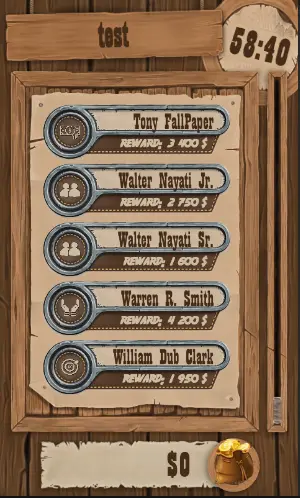 test
58:40
Tony FallPaper
REWARD: 3 400 $
Walter Nayati Jr.
REWARD: 2 750 $
Walter Nayati Sr.
REWARD: 1 600 $
Warren R. Smith
REWARD: 4 200 $
William Dub Clark
REWARD: 1 950 $
$0